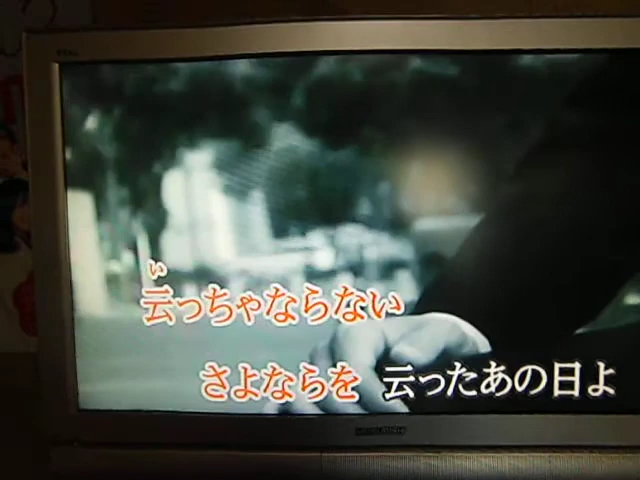 い
云っちゃならない
さよならを 云ったあの日よ